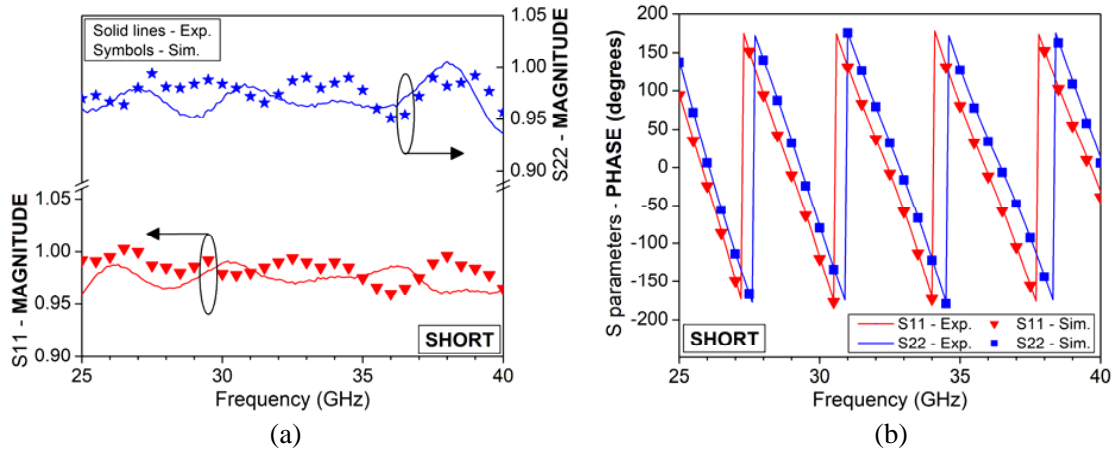 Solid lines - Exp.
Symbols - Sim.
1.05
1.00
0.95
0.90
S22 - MAGNITUDE
1.05
1.00
0.95
0.90
S11 - MAGNITUDE
SHORT
25 30 35 40
Frequency (GHz)
(a)
200
150
100
50
0
-50
-100
-150
-200
S parameters - PHASE (degrees)
SHORT
S11 - Exp. S11 - Sim.
S22 - Exp. S22 - Sim.
25 30 35 40
Frequency (GHz)
(b)